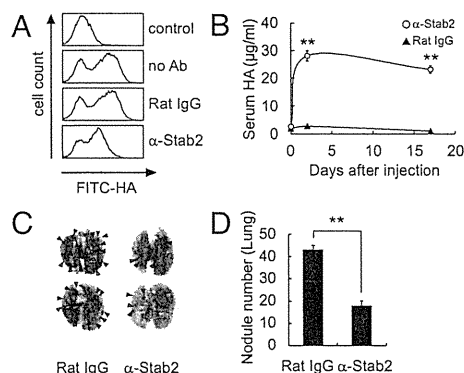 A
control
no Ab
Rat IgG
α-Stab2
cell count
FITC-HA
B
Serum HA (μg/ml)
40
30
20
10
0
0 5 10 15 20
Days after injection
α-Stab2
Rat IgG
**
**
C
Rat IgG α-Stab2
D
Nodule number (Lung)
50
40
30
20
10
0
**
Rat IgG α-Stab2